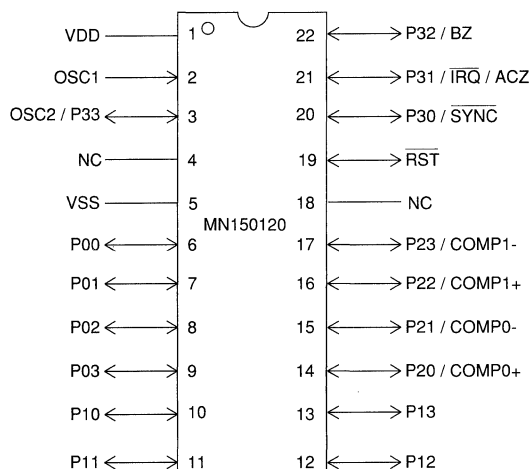 VDD 1 22 P32 / BZ
OSC1 2 21 P31 / IRQ / ACZ
OSC2 / P33 3 20 P30 / SYNC
NC 4 19 RST
VSS 5 18 NC
MN150120
P00 6 17 P23 / COMP1-
P01 7 16 P22 / COMP1+
P02 8 15 P21 / COMP0-
P03 9 14 P20 / COMP0+
P10 10 13 P13
P11 11 12 P12